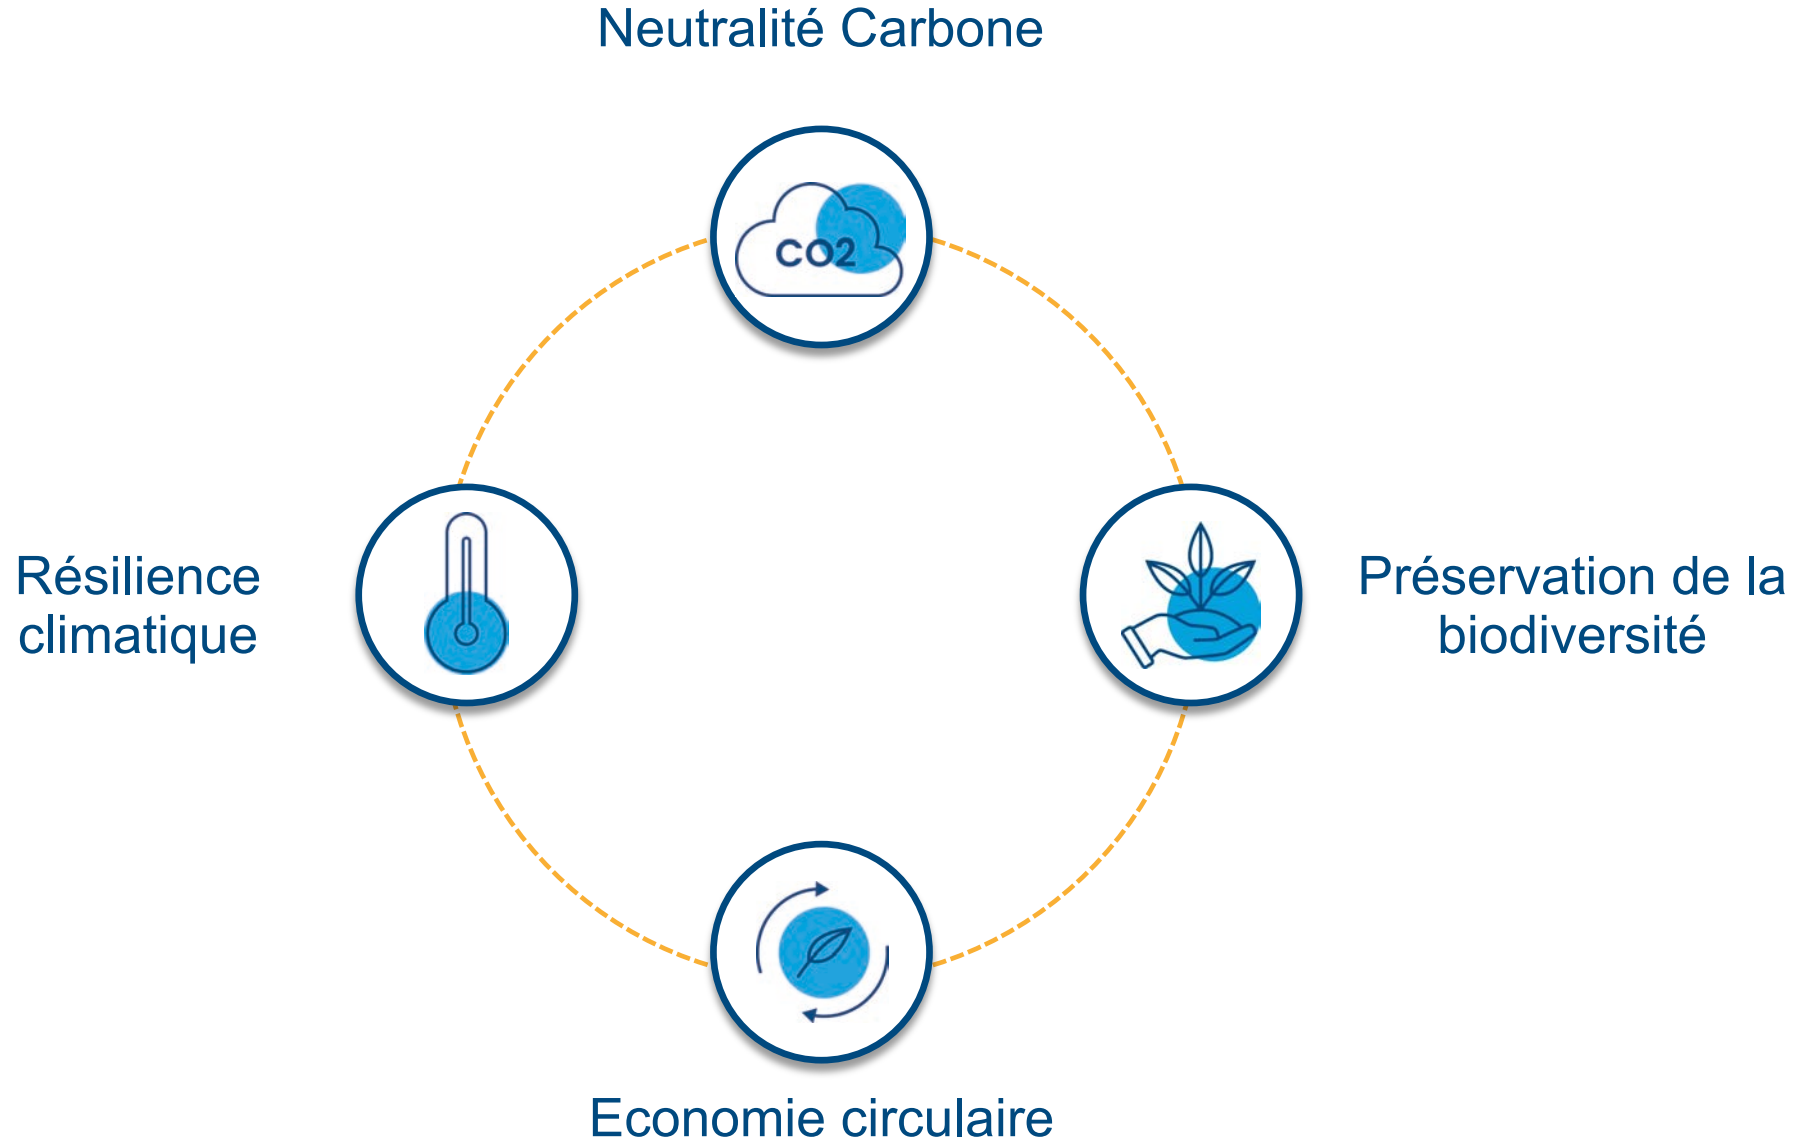 Neutralité Carbone
CO2
Résilience
climatique
Préservation de la
biodiversité
Economie circulaire